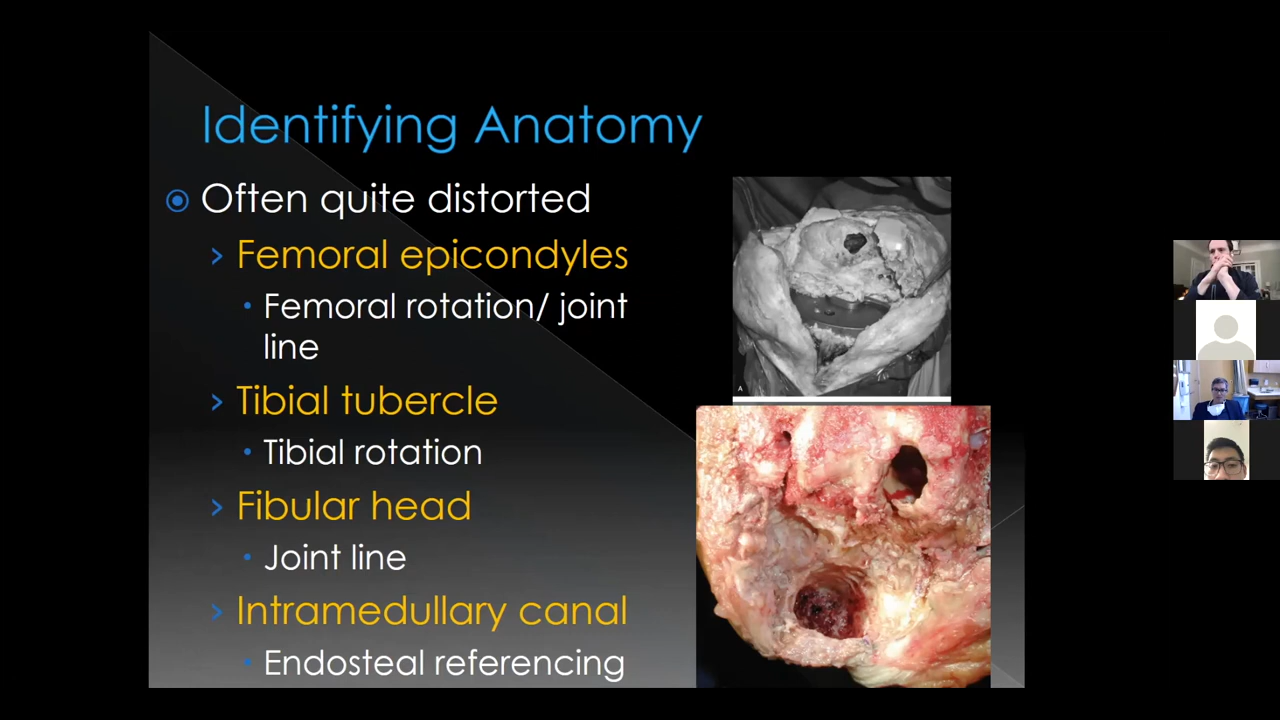 Identifying Anatomy
Often quite distorted
Femoral epicondyles
Femoral rotation/ joint
line
Tibial tubercle
Tibial rotation
Fibular head
Joint line
Intramedullary canal
Endosteal referencing
A